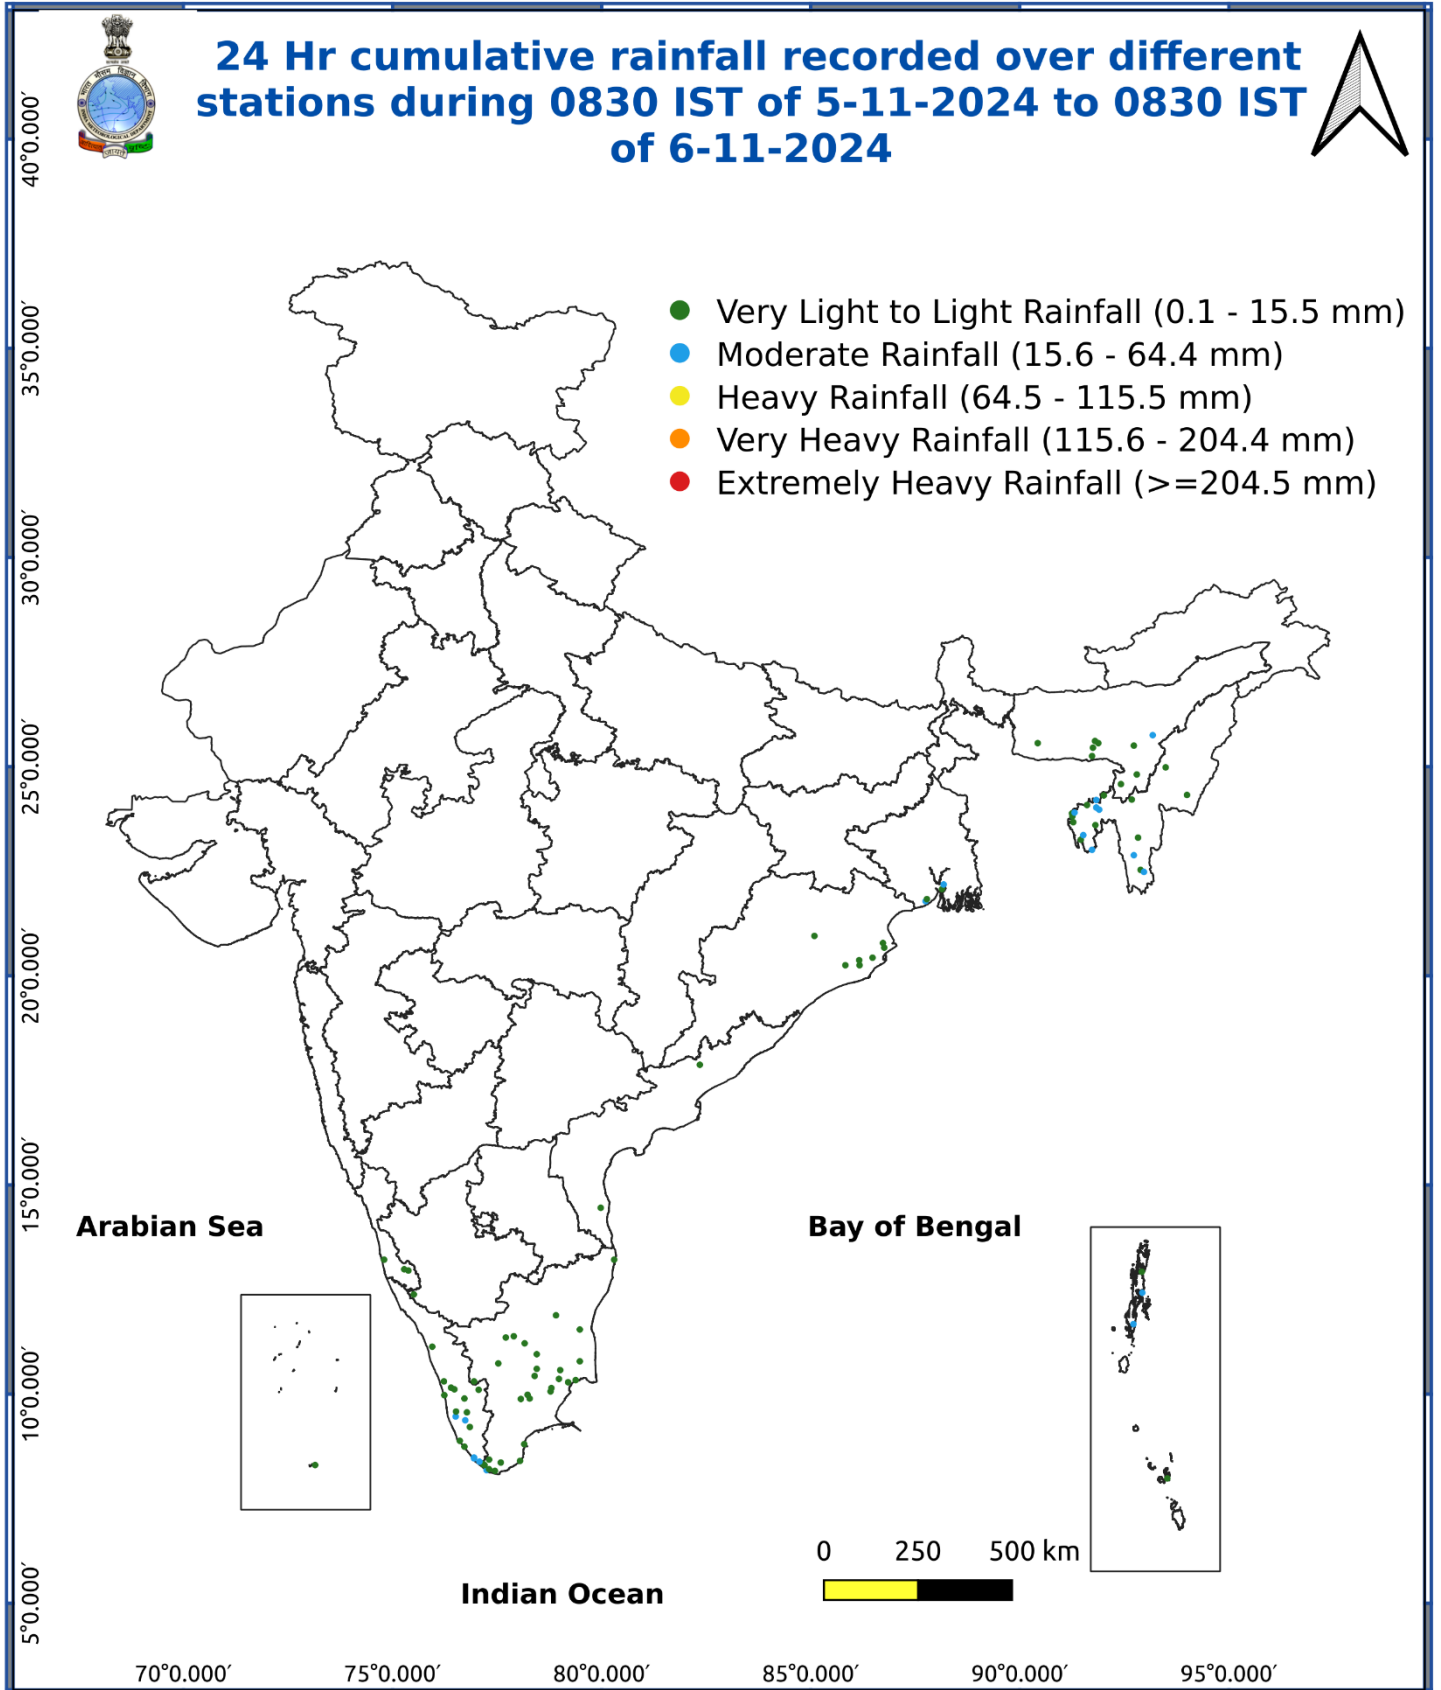 24 Hr cumulative rainfall recorded over different
stations during 0830 IST of 5-11-2024 to 0830 IST
of 6-11-2024
Very Light to Light Rainfall (0.1 - 15.5 mm)
Moderate Rainfall (15.6 - 64.4 mm)
Heavy Rainfall (64.5 - 115.5 mm)
Very Heavy Rainfall (115.6 - 204.4 mm)
Extremely Heavy Rainfall (>=204.5 mm)
40°0.000′
35°0.000′
30°0.000′
25°0.000′
20°0.000′
15°0.000′
10°0.000′
5°0.000′
Arabian Sea
Bay of Bengal
Indian Ocean
0 250 500 km
70°0.000′ 75°0.000′ 80°0.000′ 85°0.000′ 90°0.000′ 95°0.000′